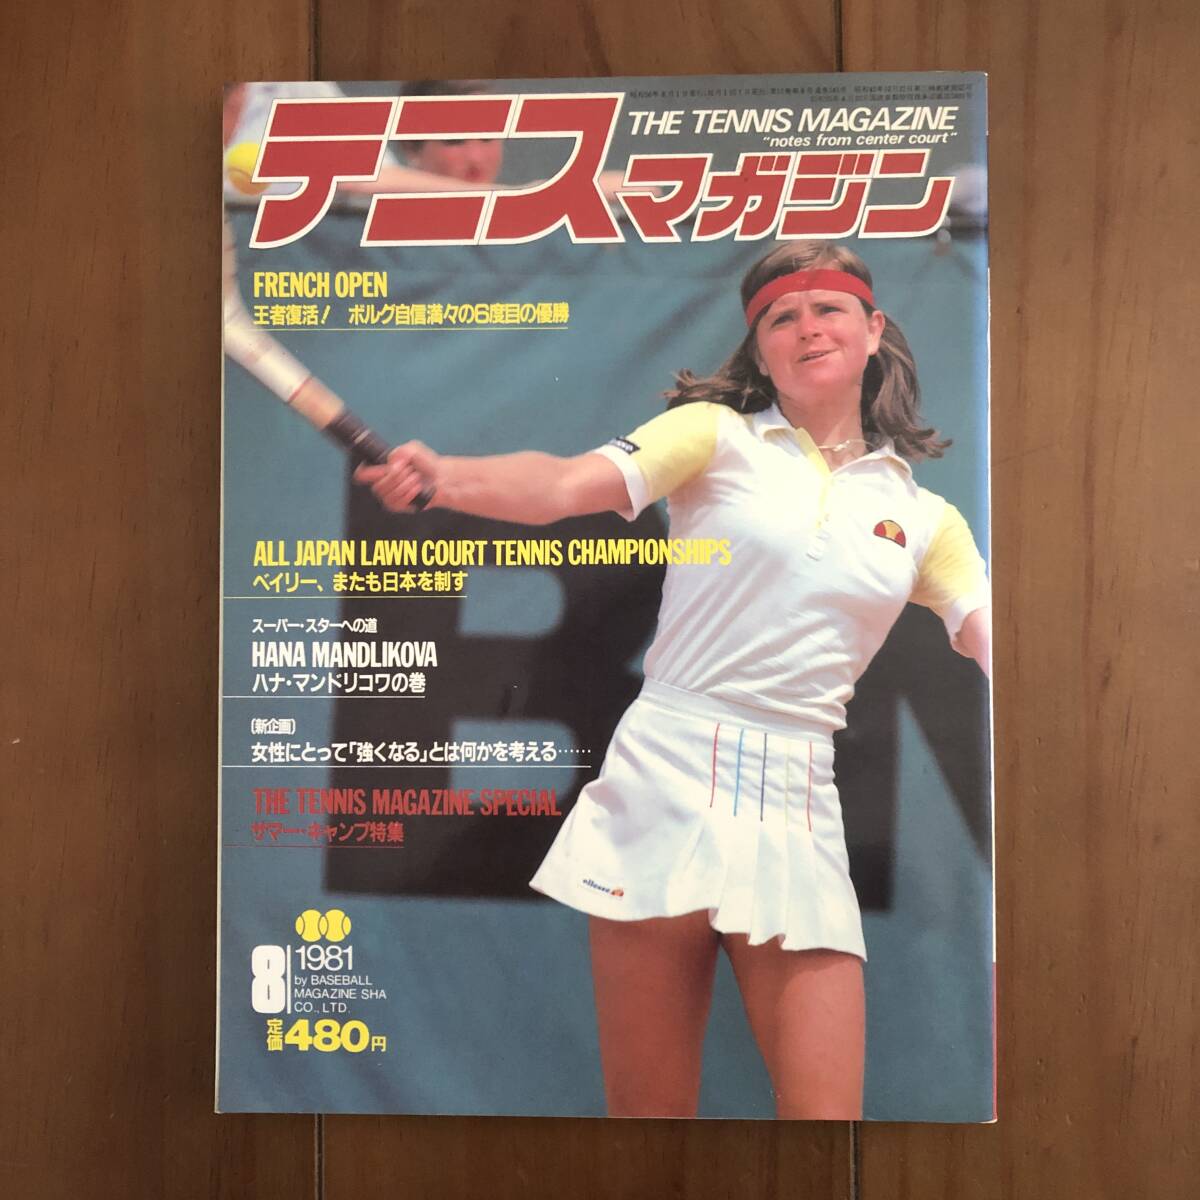 THE TENNIS MAGAZINE
"notes from center court"
テニスマガジン
FRENCH OPEN
王者復活! ボルグ自信満々の6度目の優勝
ALL JAPAN LAWN COURT TENNIS CHAMPIONSHIPS
ベイリー、またも日本を制す
スーパー・スターへの道
HANA MANDLIKOVA
ハナ・マンドリコワの巻
〔新企画〕
女性にとって「強くなる」とは何かを考える……
THE TENNIS MAGAZINE SPECIAL
サマー・キャンプ特集
8
1981
by BASEBALL
MAGAZINE SHA
CO., LTD.
定価480円
ellesse
BN